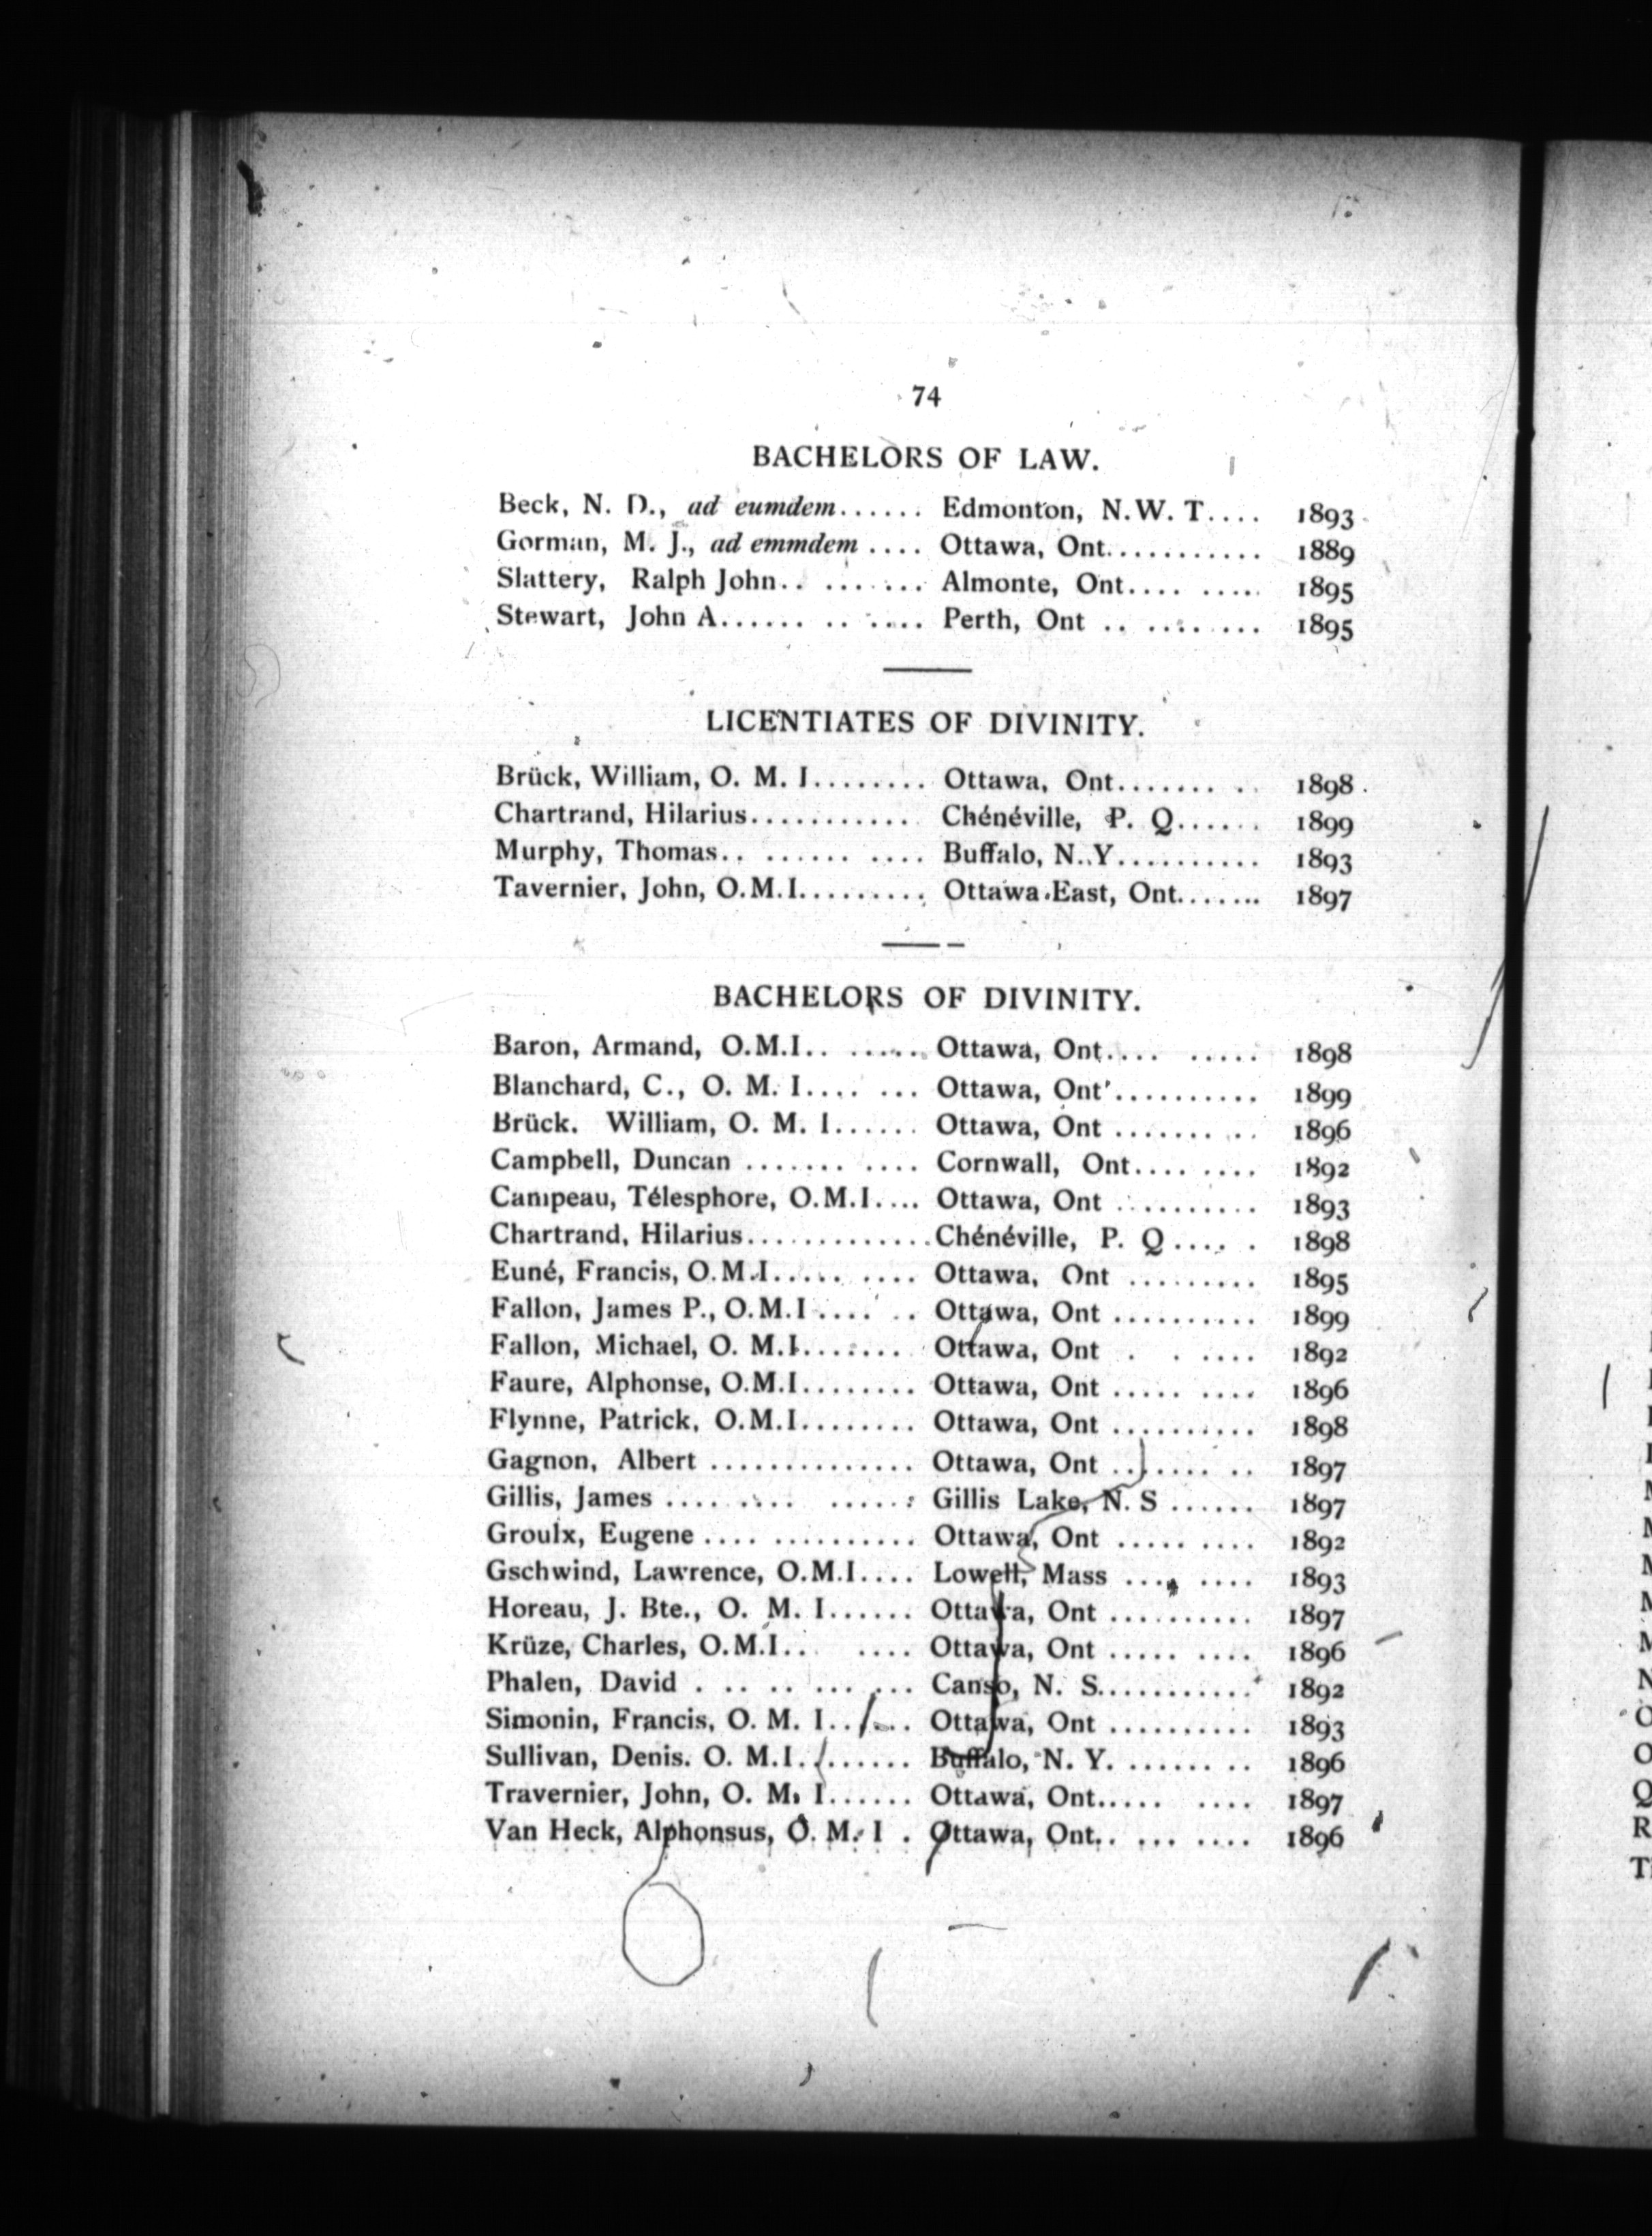 74
BACHELORS OF LAW.
Beck, N. D., ad eumdem...... Edmonton, N.W. T.... 1893
Gorman, M. J., ad emmdem .... Ottawa, Ont........... 1889
Slattery, Ralph John.. ....... Almonte, Ont.... ..... 1895
Stewart, John A...... .. ..... Perth, Ont .. ........ 1895
LICENTIATES OF DIVINITY.
Brück, William, O. M. I........ Ottawa, Ont....... .. 1898
Chartrand, Hilarius............ Chénéville, P. Q...... 1899
Murphy, Thomas.. ...... .... Buffalo, N. Y.......... 1893
Tavernier, John, O.M.I......... Ottawa East, Ont....... 1897
BACHELORS OF DIVINITY.
Baron, Armand, O.M.I.. ...... Ottawa, Ont.... ..... 1898
Blanchard, C., O. M. I.... ... Ottawa, Ont.......... 1899
Brück. William, O. M. I...... Ottawa, Ont ........ .. 1896
Campbell, Duncan ....... .... Cornwall, Ont.... .... 1892
Campeau, Télesphore, O.M.I.... Ottawa, Ont .......... 1893
Chartrand, Hilarius............. Chénéville, P. Q .... . 1898
Euné, Francis, O.M.I..... .... Ottawa, Ont ......... 1895
Fallon, James P., O.M.I .... .. Ottawa, Ont .......... 1899
Fallon, Michael, O. M.I....... Ottawa, Ont . . .... 1892
Faure, Alphonse, O.M.I........ Ottawa, Ont ..... .... 1896
Flynne, Patrick, O.M.I........ Ottawa, Ont .......... 1898
Gagnon, Albert .............. Ottawa, Ont ....... .. 1897
Gillis, James .... .... ...... Gillis Lake, N. S ...... 1897
Groulx, Eugene .... .......... Ottawa, Ont ..... .... 1892
Gschwind, Lawrence, O.M.I.... Lowell, Mass .... .... 1893
Horeau, J. Bte., O. M. I...... Ottawa, Ont .......... 1897
Krüze, Charles, O.M.I.. .... Ottawa, Ont ..... .... 1896
Phalen, David . .. .. ... ... Canso, N. S........... 1892
Simonin, Francis, O. M. I...... Ottawa, Ont .......... 1893
Sullivan, Denis. O. M.I........ Buffalo, N. Y. ....... .. 1896
Travernier, John, O. M. I...... Ottawa, Ont..... .... 1897
Van Heck, Alphonsus, O. M. I . Ottawa, Ont.. ... .... 1896